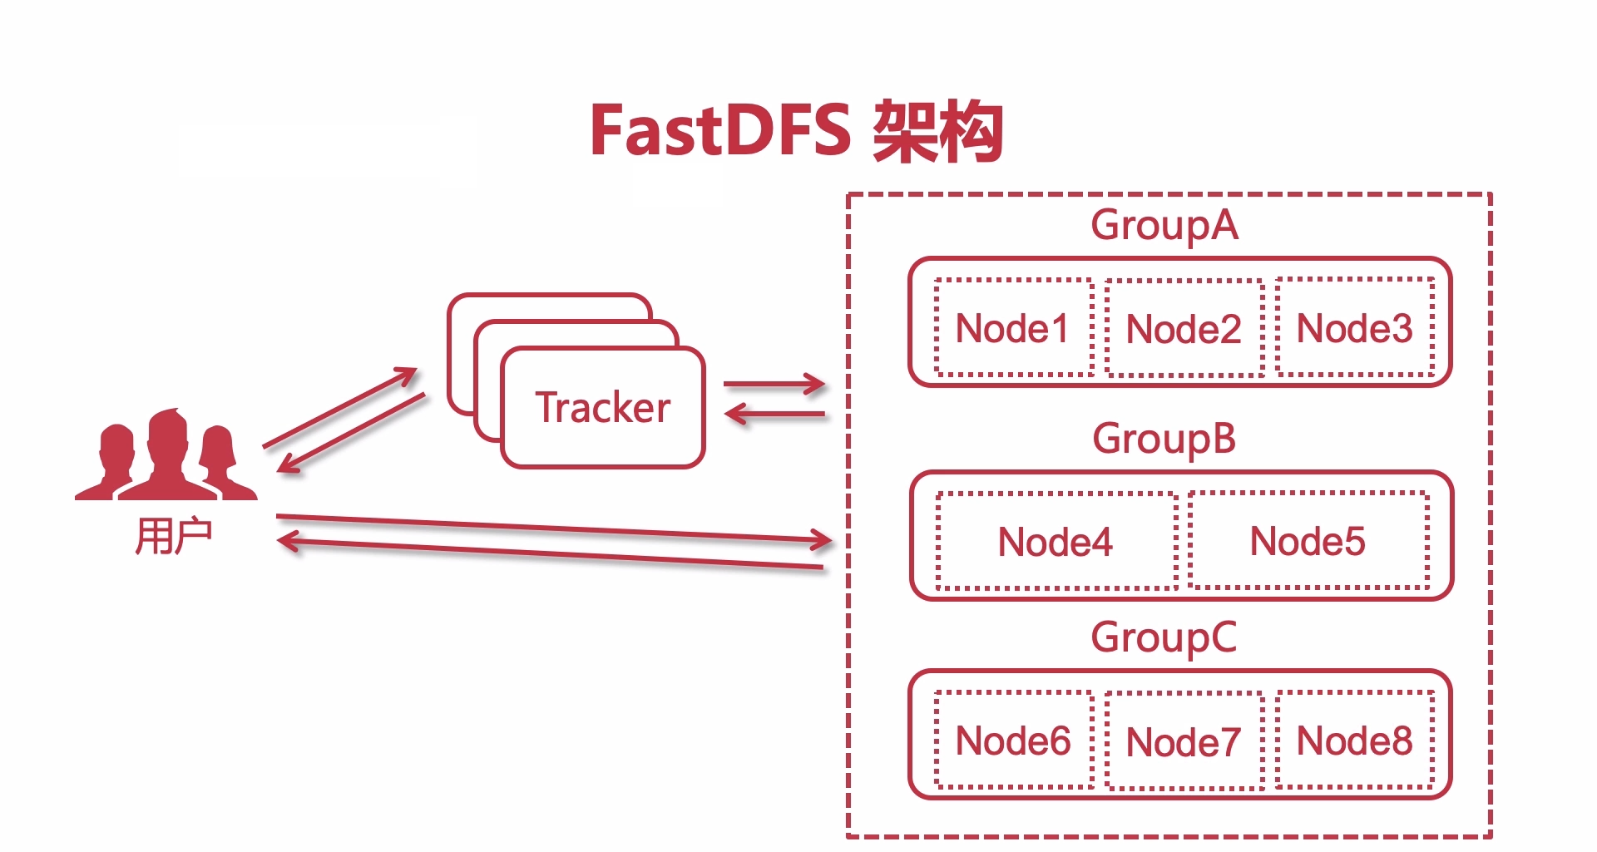 FastDFS 架构
GroupA
Node1 Node2 Node3
Tracker
GroupB
用户
Node4 Node5
GroupC
Node6 Node7 Node8